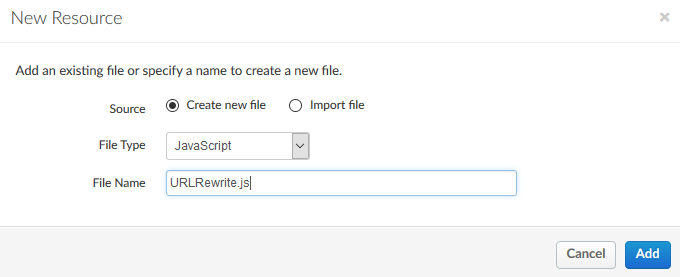 New Resource
Add an existing file or specify a name to create a new file.
Source Create new file Import file
File Type JavaScript
File Name URLRewrite.js
Cancel Add